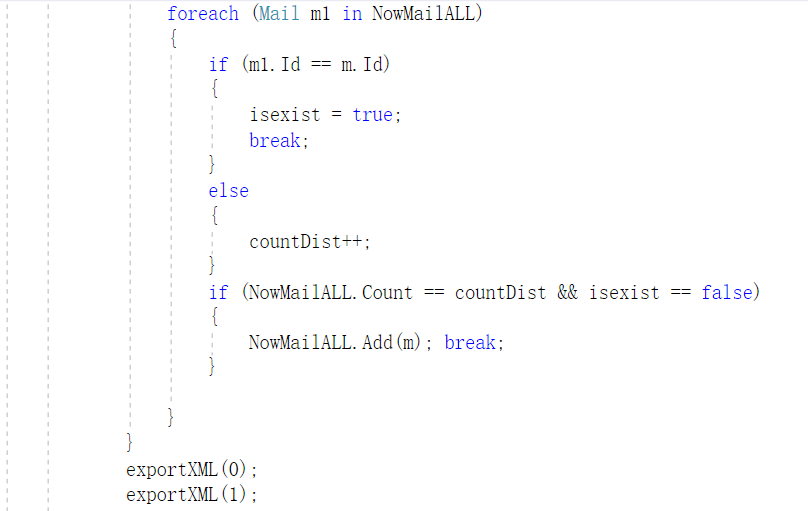 foreach (Mail m1 in NowMailALL)
{
if (m1.Id == m.Id)
{
isexist = true;
break;
}
else
{
countDist++;
}
if (NowMailALL.Count == countDist && isexist == false)
{
NowMailALL.Add(m); break;
}
}
}
exportXML(0);
exportXML(1);